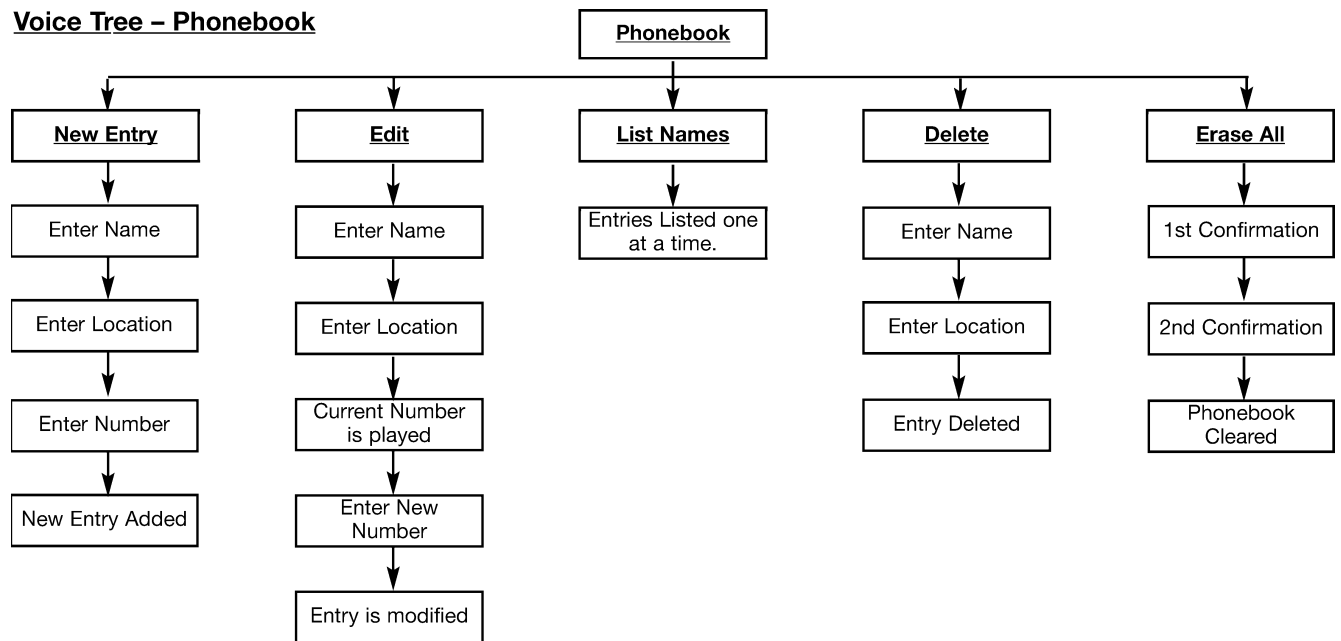 Voice Tree – Phonebook
Phonebook
New Entry
Edit
List Names
Delete
Erase All
Enter Name
Enter Name
Entries Listed one
at a time.
Enter Name
1st Confirmation
Enter Location
Enter Location
Enter Location
2nd Confirmation
Enter Number
Current Number
is played
Entry Deleted
Phonebook
Cleared
New Entry Added
Enter New
Number
Entry is modified